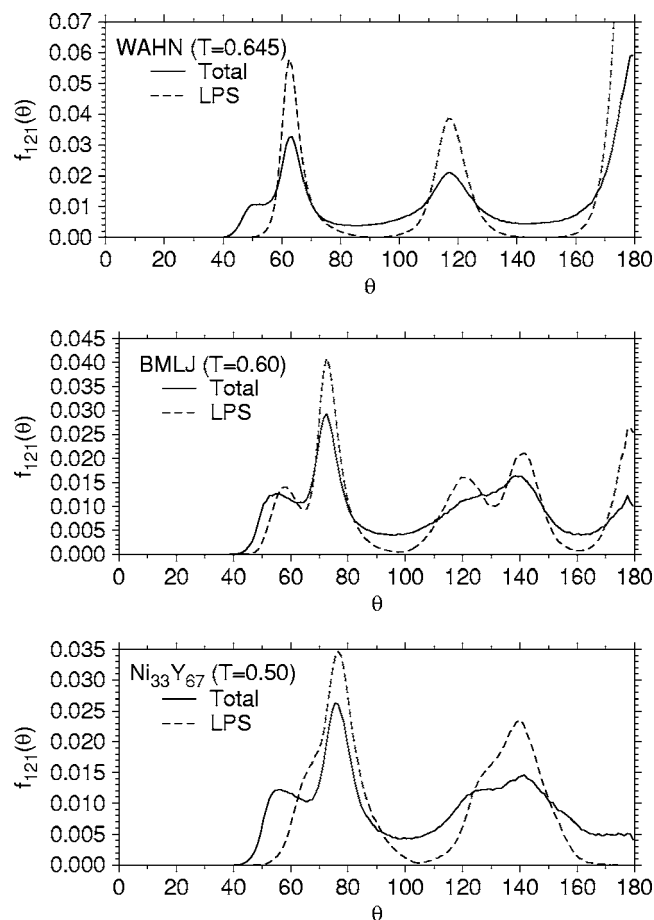 WAHN (T=0.645)
Total
LPS
f121(θ)
0.07
0.06
0.05
0.04
0.03
0.02
0.01
0.00
0 20 40 60 80 100 120 140 160 180
θ
BMLJ (T=0.60)
Total
LPS
f121(θ)
0.045
0.040
0.035
0.030
0.025
0.020
0.015
0.010
0.005
0.000
0 20 40 60 80 100 120 140 160 180
θ
Ni33Y67 (T=0.50)
Total
LPS
f121(θ)
0.035
0.030
0.025
0.020
0.015
0.010
0.005
0.000
0 20 40 60 80 100 120 140 160 180
θ